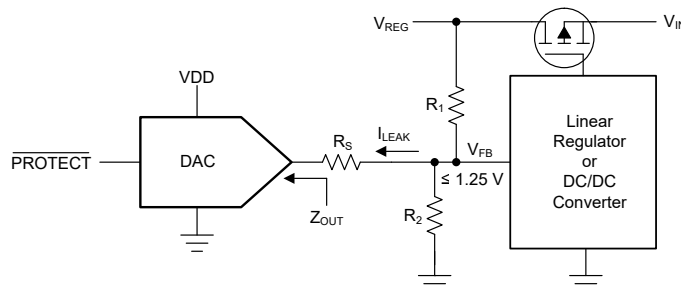 V_REG
V_IN
VDD
R_1
Linear
Regulator
or
DC/DC
Converter
PROTECT
DAC
R_S
I_LEAK
V_FB
≤ 1.25 V
Z_OUT
R_2